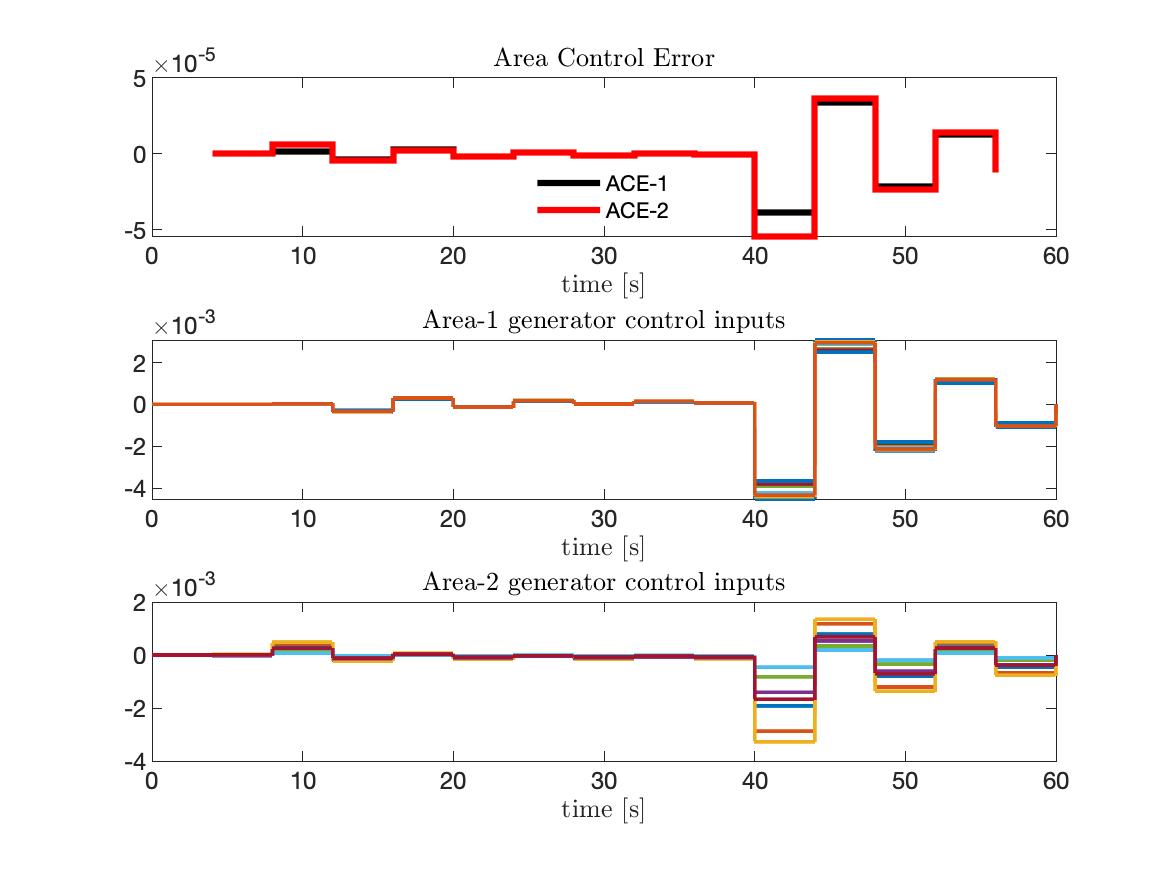 ×10-5
Area Control Error
5
0
-5
ACE-1
ACE-2
0 10 20 30 40 50 60
time [s]
×10-3
Area-1 generator control inputs
2
0
-2
-4
0 10 20 30 40 50 60
time [s]
×10-3
Area-2 generator control inputs
2
0
-2
-4
0 10 20 30 40 50 60
time [s]